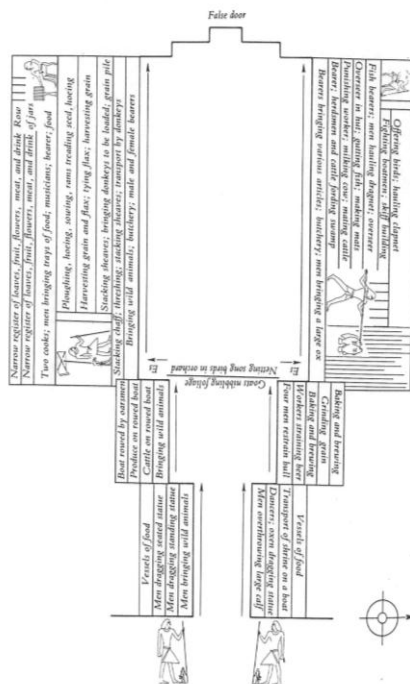 False door
Narrow register of loaves, fruit, flowers, meat, and drink Row
Narrow register of loaves, fruit, flowers, meat, and drink of jars
Two cooks; men bringing trays of food; musicians; bearer; food
Ploughing, hoeing, sowing, rams treading seed, hoeing
Harvesting grain and flax; tying flax; harvesting grain
Stacking sheaves; bringing donkeys to be loaded; grain pile
Stacking chaff; threshing; stacking sheaves; transport by donkeys
Bringing wild animals; butchery; male and female bearers
Offering birds; hauling clapnet
Fighting boatmen; skiff building
Fish bearers; men hauling dragnet; overseer
Overseer in hut; gutting fish; making mats
Punishing worker; milking cow; mating cattle
Bearer; herdsmen and cattle fording swamp
Bearers bringing various articles; butchery; men bringing a large ox
E1
Netting song birds in orchard
Goats nibbling foliage
E1
Boat rowed by oarsmen
Produce on rowed boat
Cattle on rowed boat
Bringing wild animals
Baking and brewing
Grinding grain
Baking and brewing
Workers straining beer
Four men restrain bull
Vessels of food
Men dragging seated statue
Men dragging standing statue
Men bringing wild animals
Vessels of food
Transport of shrine on a boat
Dancers; oxen dragging statue
Men overthrowing large calf